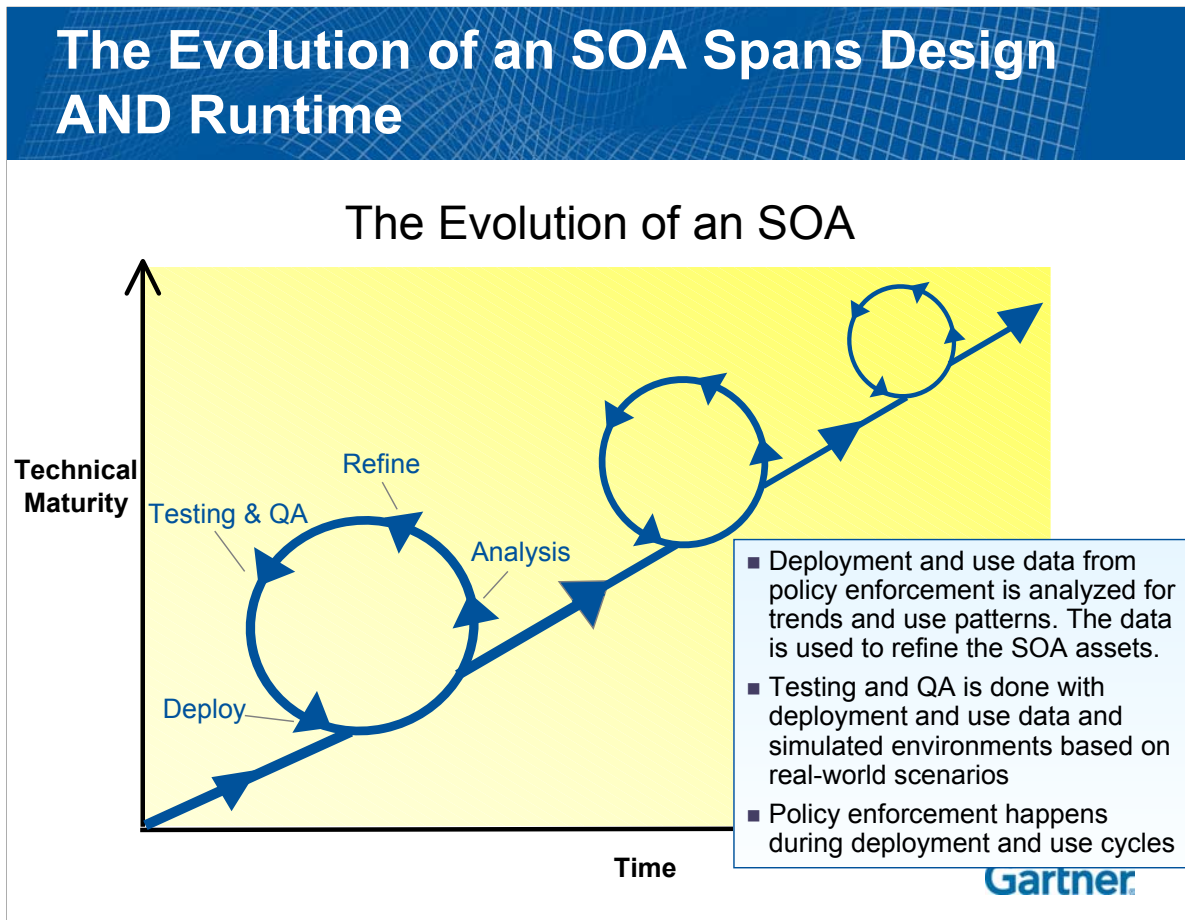 The Evolution of an SOA Spans Design
AND Runtime
The Evolution of an SOA
Technical
Maturity
Refine
Testing & QA
Analysis
Deploy
■ Deployment and use data from
policy enforcement is analyzed for
trends and use patterns. The data
is used to refine the SOA assets.
■ Testing and QA is done with
deployment and use data and
simulated environments based on
real-world scenarios
■ Policy enforcement happens
during deployment and use cycles
Time
Gartner